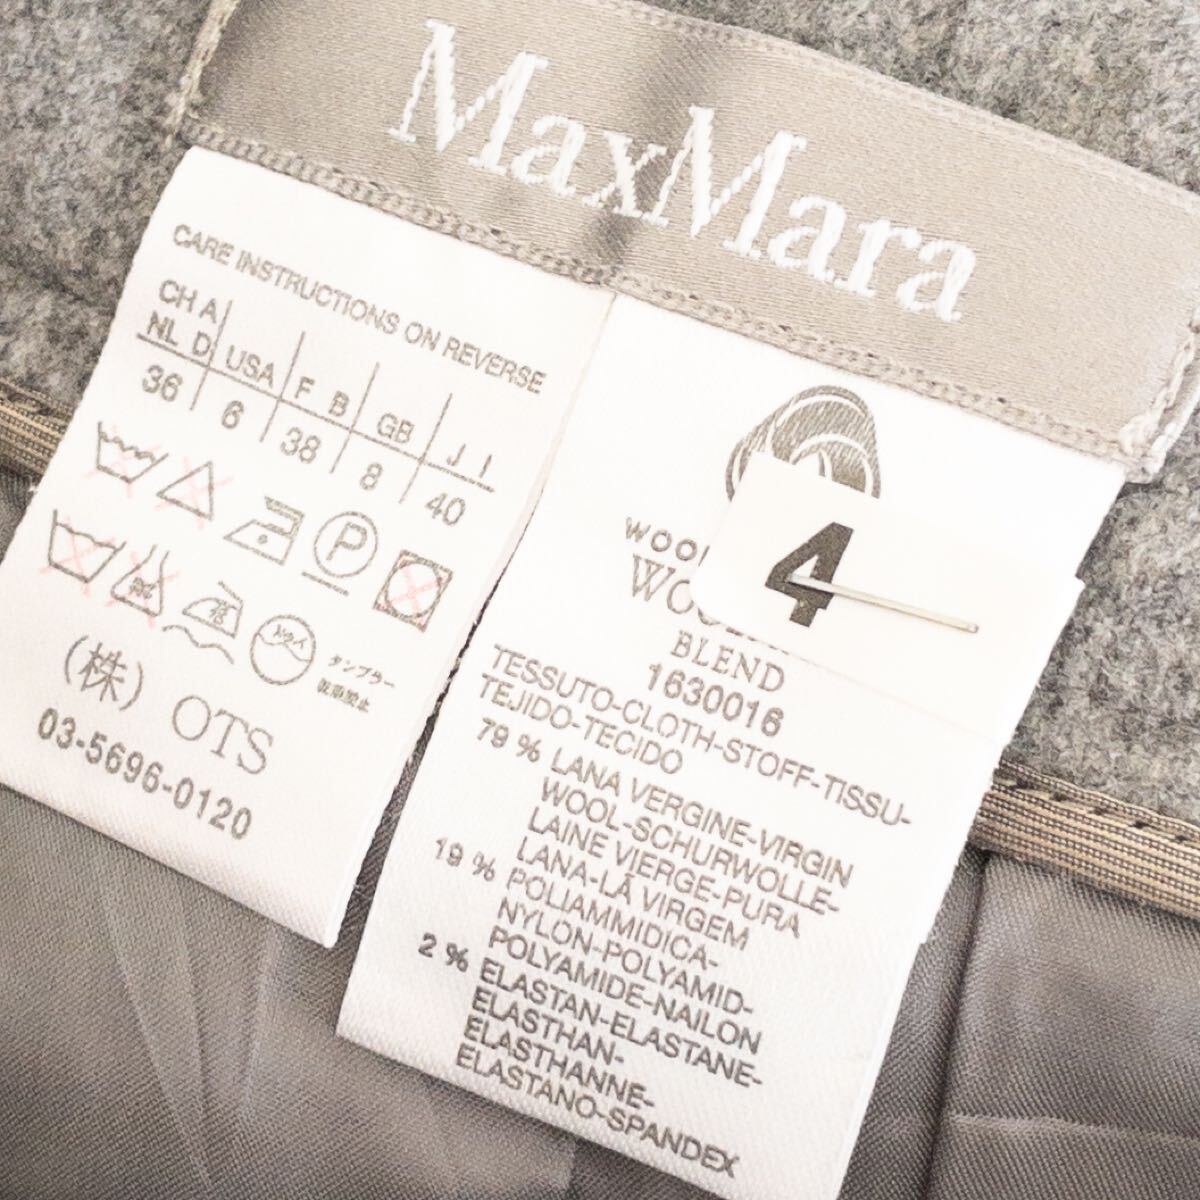 MaxMara
CARE INSTRUCTIONS ON REVERSE
CH A
NL D USA F B GB J I
36 6 38 8 40
P
ドライ
タンブラー
乾燥禁止
(株) OTS
03-5696-0120
4
BLEND
1630016
TESSUTO-CLOTH-STOFF-TISSU-
TEJIDO-TECIDO
79 % LANA VERGINE-VIRGIN
WOOL-SCHURWOLLE-
LAINE VIERGE-PURA
LANA-LÃ VIRGEM
19 % POLIAMMIDICA-
NYLON-POLYAMID-
POLYAMIDE-NAILON
2 % ELASTAN-ELASTANE-
ELASTHAN-
ELASTHANNE-
ELASTANO-SPANDEX